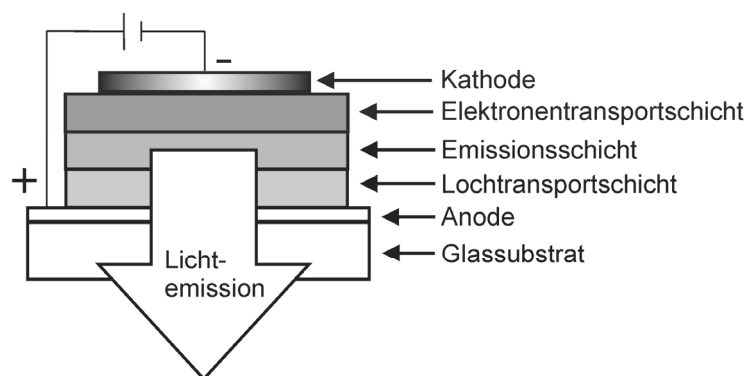 -
Kathode
Elektronentransportschicht
Emissionsschicht
+
Lochtransportschicht
Anode
Glassubstrat
Licht-
emission